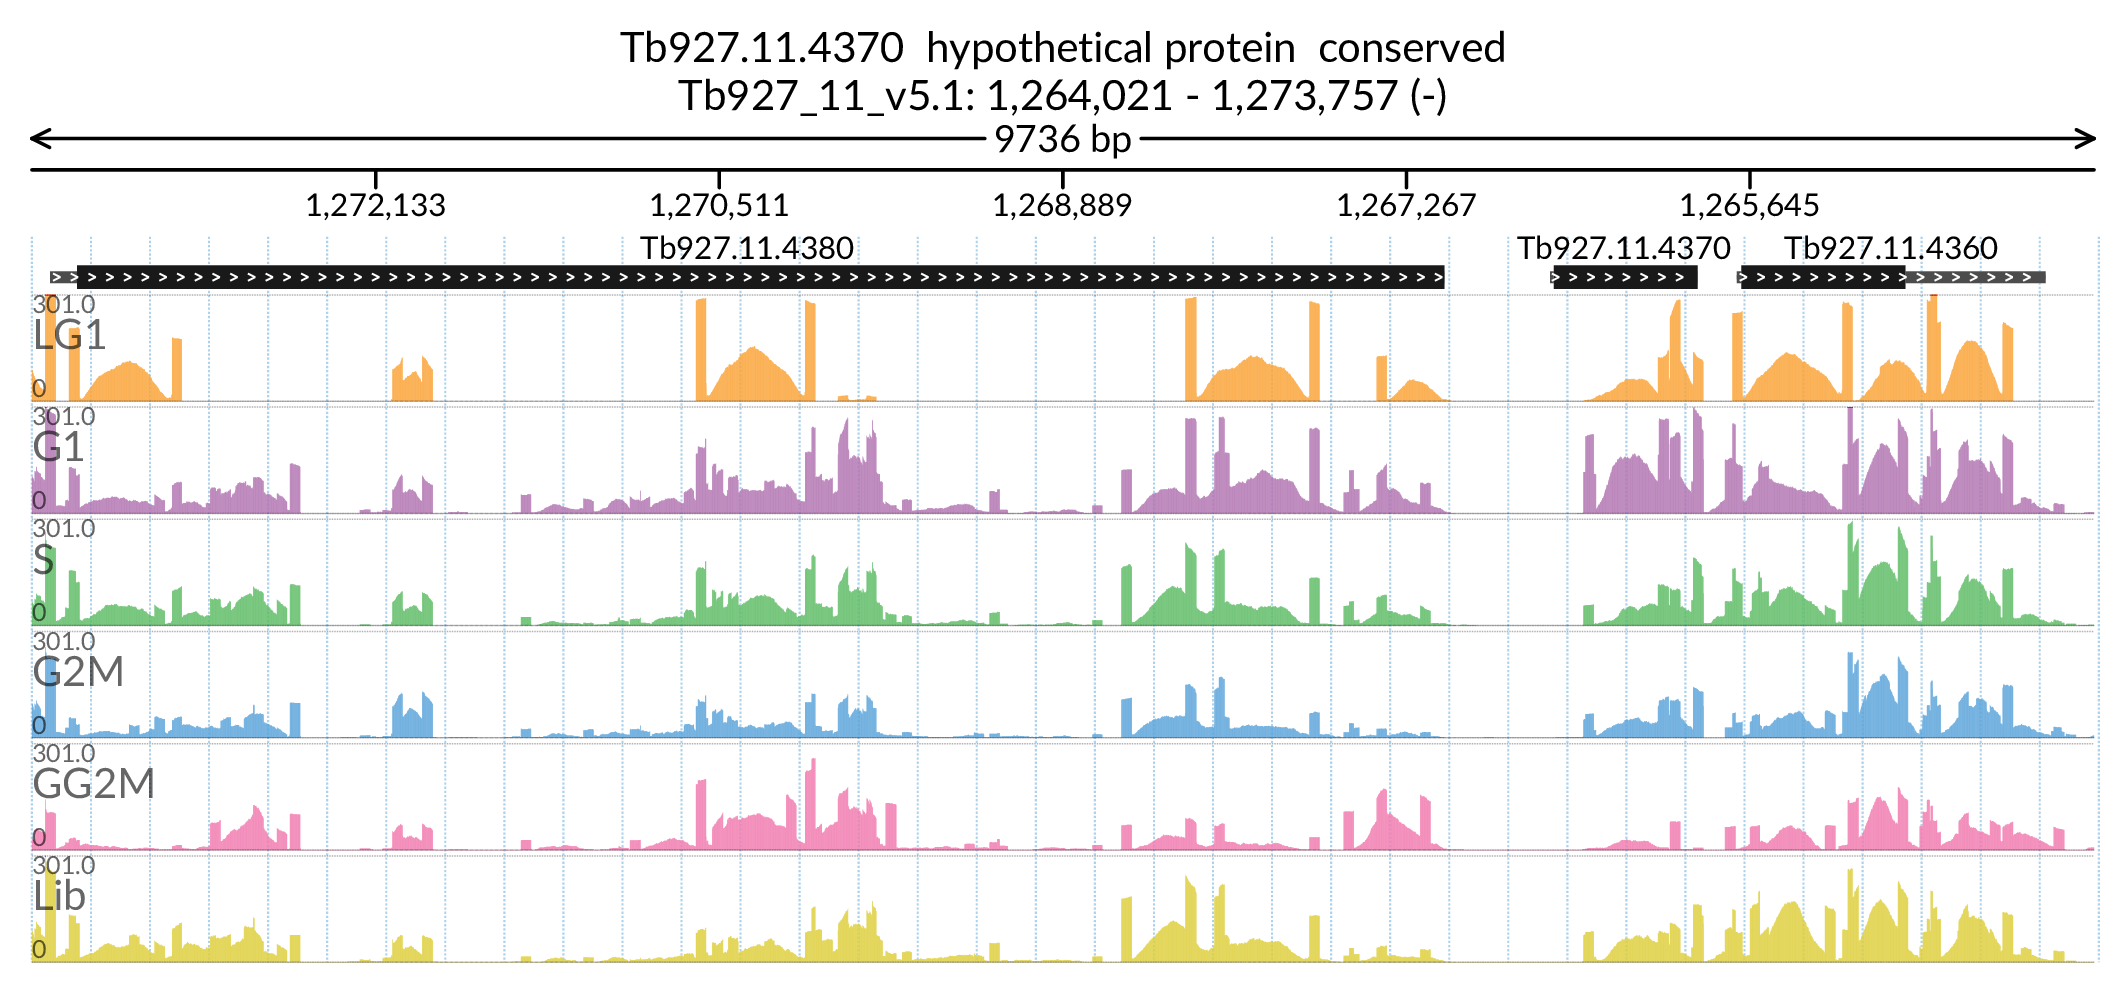 Tb927.11.4370 hypothetical protein conserved
Tb927_11_v5.1: 1,264,021 - 1,273,757 (-)
9736 bp
1,272,133 1,270,511 1,268,889 1,267,267 1,265,645
Tb927.11.4380 Tb927.11.4370 Tb927.11.4360
301.0
LG1
0
301.0
G1
0
301.0
S
0
301.0
G2M
0
301.0
GG2M
0
301.0
Lib
0